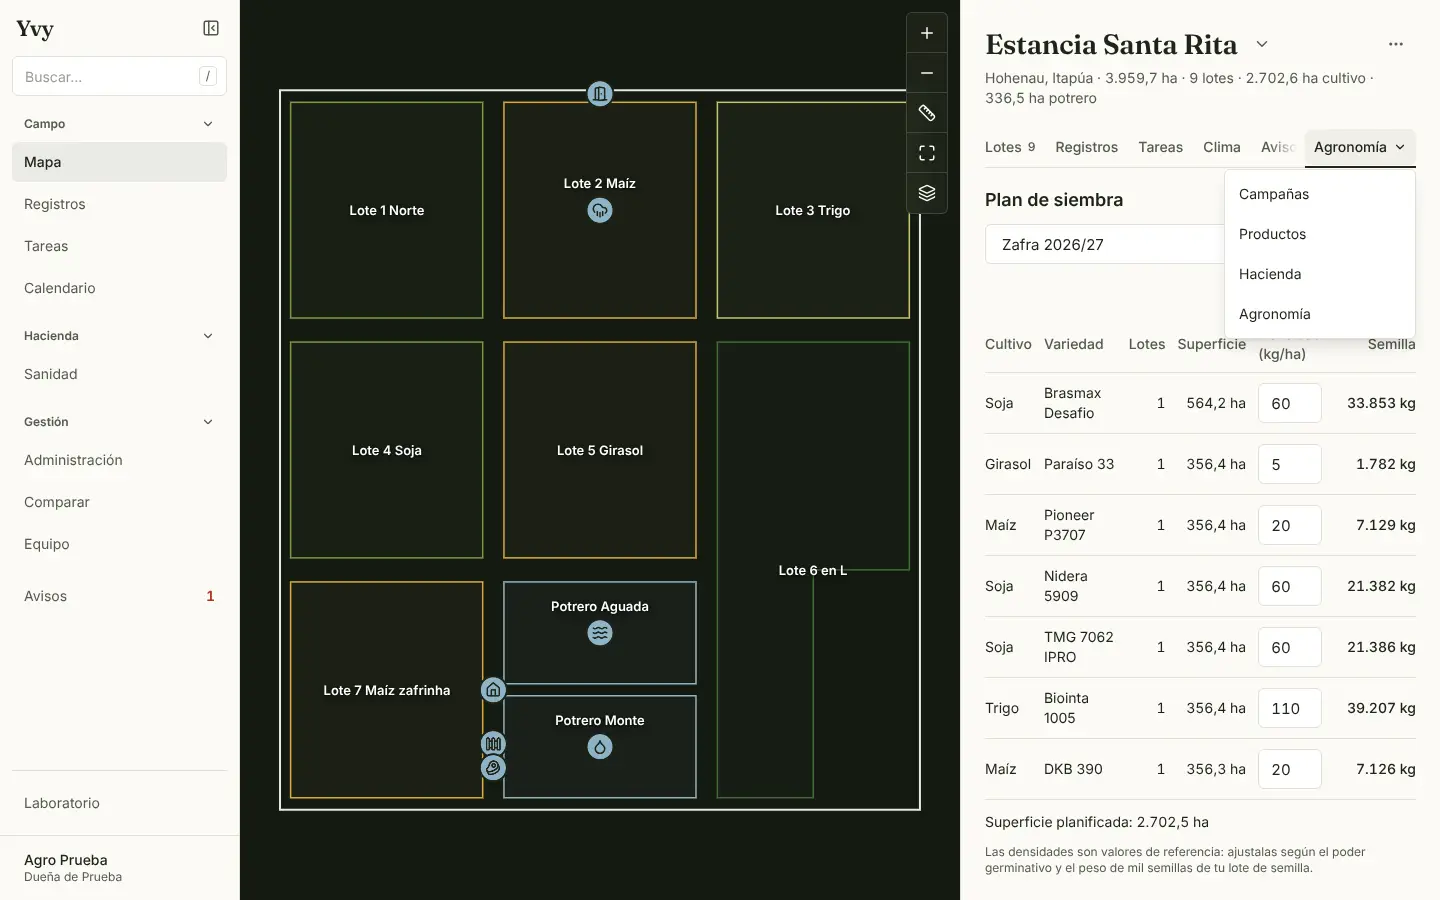 Yvy
Buscar...
/
Campo
Mapa
Registros
Tareas
Calendario
Hacienda
Sanidad
Gestión
Administración
Comparar
Equipo
Avisos 1
Laboratorio
Agro Prueba
Dueña de Prueba
Lote 1 Norte
Lote 2 Maíz
Lote 3 Trigo
Lote 4 Soja
Lote 5 Girasol
Lote 6 en L
Lote 7 Maíz zafrinha
Potrero Aguada
Potrero Monte
Estancia Santa Rita
Hohenau, Itapúa · 3.959,7 ha · 9 lotes · 2.702,6 ha cultivo ·
336,5 ha potrero
Lotes 9 Registros Tareas Clima Agronomía
Campañas
Productos
Hacienda
Agronomía
Plan de siembra
Zafra 2026/27
Cultivo Variedad Lotes Superficie (kg/ha) Semilla
Soja Brasmax Desafio 1 564,2 ha 60 33.853 kg
Girasol Paraíso 33 1 356,4 ha 5 1.782 kg
Maíz Pioneer P3707 1 356,4 ha 20 7.129 kg
Soja Nidera 5909 1 356,4 ha 60 21.382 kg
Soja TMG 7062 IPRO 1 356,4 ha 60 21.386 kg
Trigo Biointa 1005 1 356,4 ha 110 39.207 kg
Maíz DKB 390 1 356,3 ha 20 7.126 kg
Superficie planificada: 2.702,5 ha
Las densidades son valores de referencia: ajustalas según el poder
germinativo y el peso de mil semillas de tu lote de semilla.